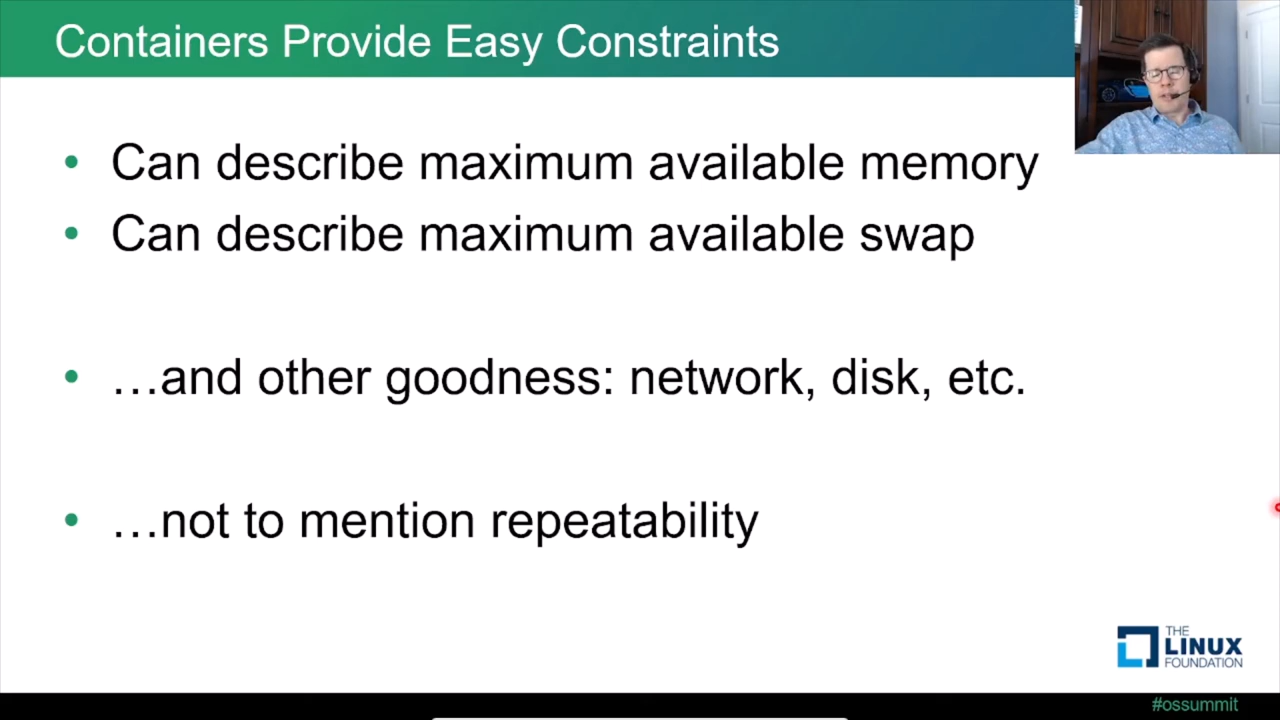 Containers Provide Easy Constraints
• Can describe maximum available memory
• Can describe maximum available swap
• …and other goodness: network, disk, etc.
• …not to mention repeatability
THE
LINUX
FOUNDATION
#ossummit